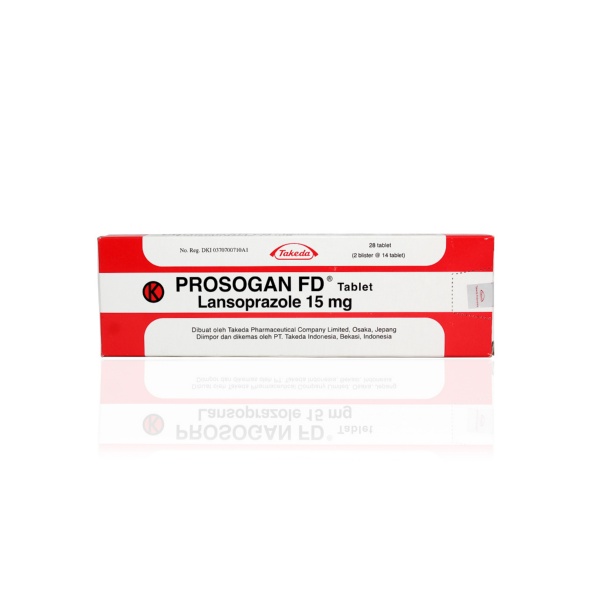 No. Reg. DKI 0370700710A1
Takeda
28 tablet
(2 blister @ 14 tablet)
K
PROSOGAN FD® Tablet
Lansoprazole 15 mg
Dibuat oleh Takeda Pharmaceutical Company Limited, Osaka, Jepang
Diimpor dan dikemas oleh PT. Takeda Indonesia, Bekasi, Indonesia